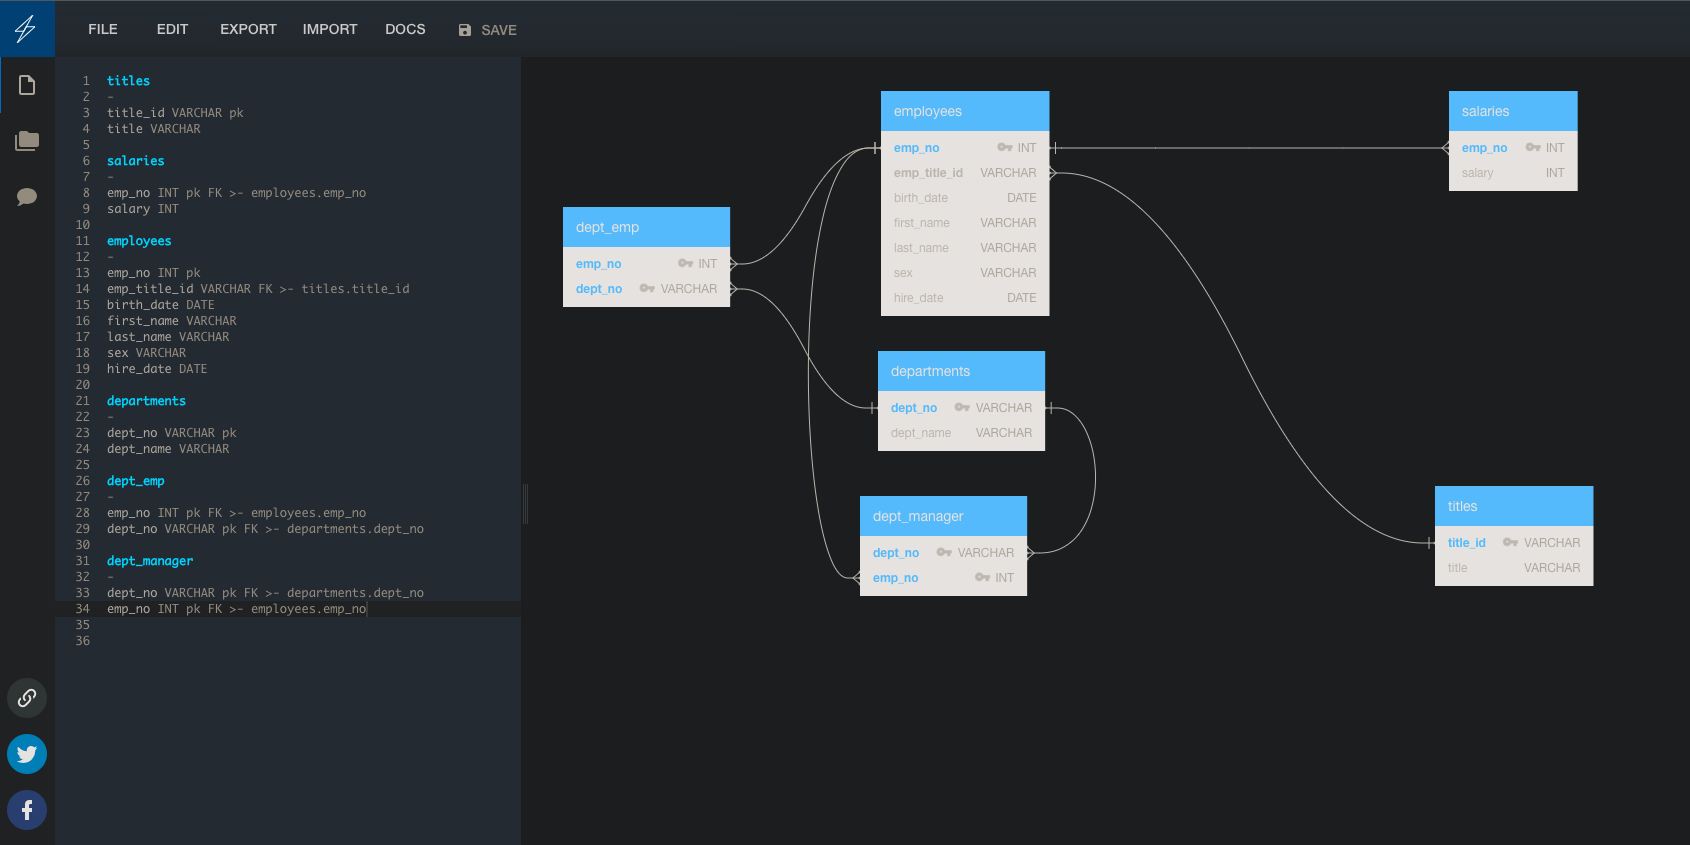 FILE EDIT EXPORT IMPORT DOCS SAVE
1 titles
2 -
3 title_id VARCHAR pk
4 title VARCHAR
5
6 salaries
7 -
8 emp_no INT pk FK >- employees.emp_no
9 salary INT
10
11 employees
12 -
13 emp_no INT pk
14 emp_title_id VARCHAR FK >- titles.title_id
15 birth_date DATE
16 first_name VARCHAR
17 last_name VARCHAR
18 sex VARCHAR
19 hire_date DATE
20
21 departments
22 -
23 dept_no VARCHAR pk
24 dept_name VARCHAR
25
26 dept_emp
27 -
28 emp_no INT pk FK >- employees.emp_no
29 dept_no VARCHAR pk FK >- departments.dept_no
30
31 dept_manager
32 -
33 dept_no VARCHAR pk FK >- departments.dept_no
34 emp_no INT pk FK >- employees.emp_no
35
36
dept_emp
emp_no INT
dept_no VARCHAR
employees
emp_no INT
emp_title_id VARCHAR
birth_date DATE
first_name VARCHAR
last_name VARCHAR
sex VARCHAR
hire_date DATE
departments
dept_no VARCHAR
dept_name VARCHAR
dept_manager
dept_no VARCHAR
emp_no INT
salaries
emp_no INT
salary INT
titles
title_id VARCHAR
title VARCHAR